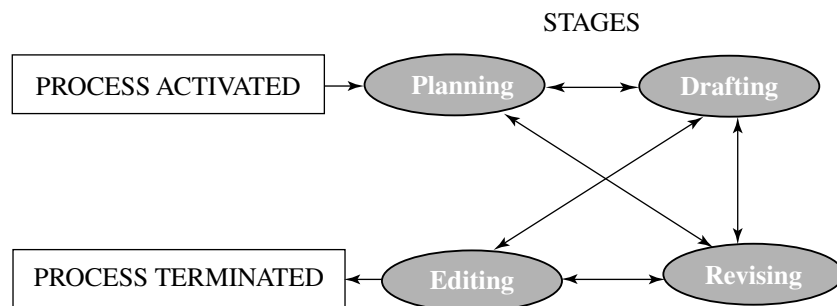 STAGES
PROCESS ACTIVATED
Planning
Drafting
PROCESS TERMINATED
Editing
Revising